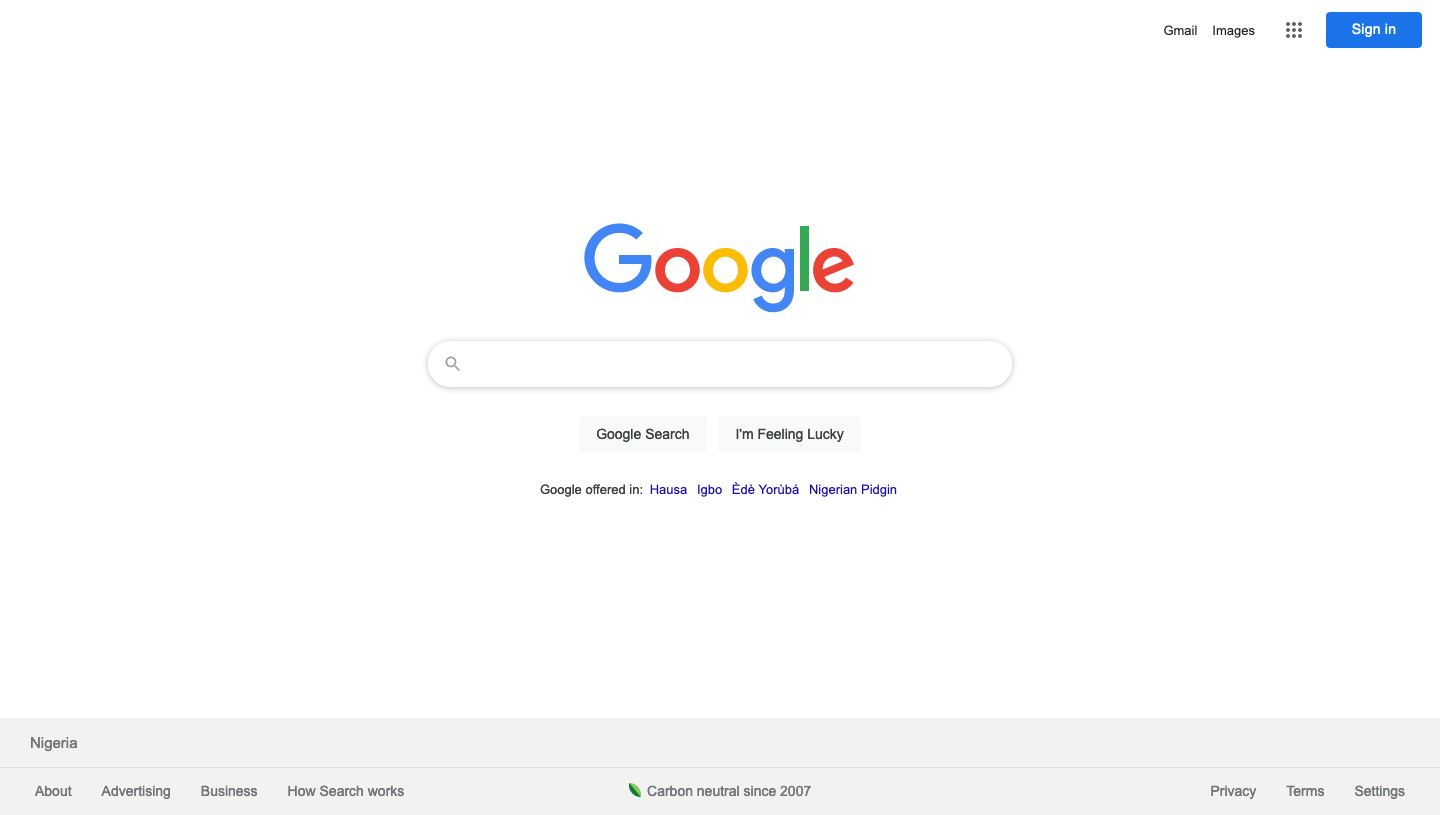 Gmail Images Sign in
Google
Google Search I'm Feeling Lucky
Google offered in: Hausa Igbo Èdè Yorùbá Nigerian Pidgin
Nigeria
About Advertising Business How Search works Carbon neutral since 2007 Privacy Terms Settings